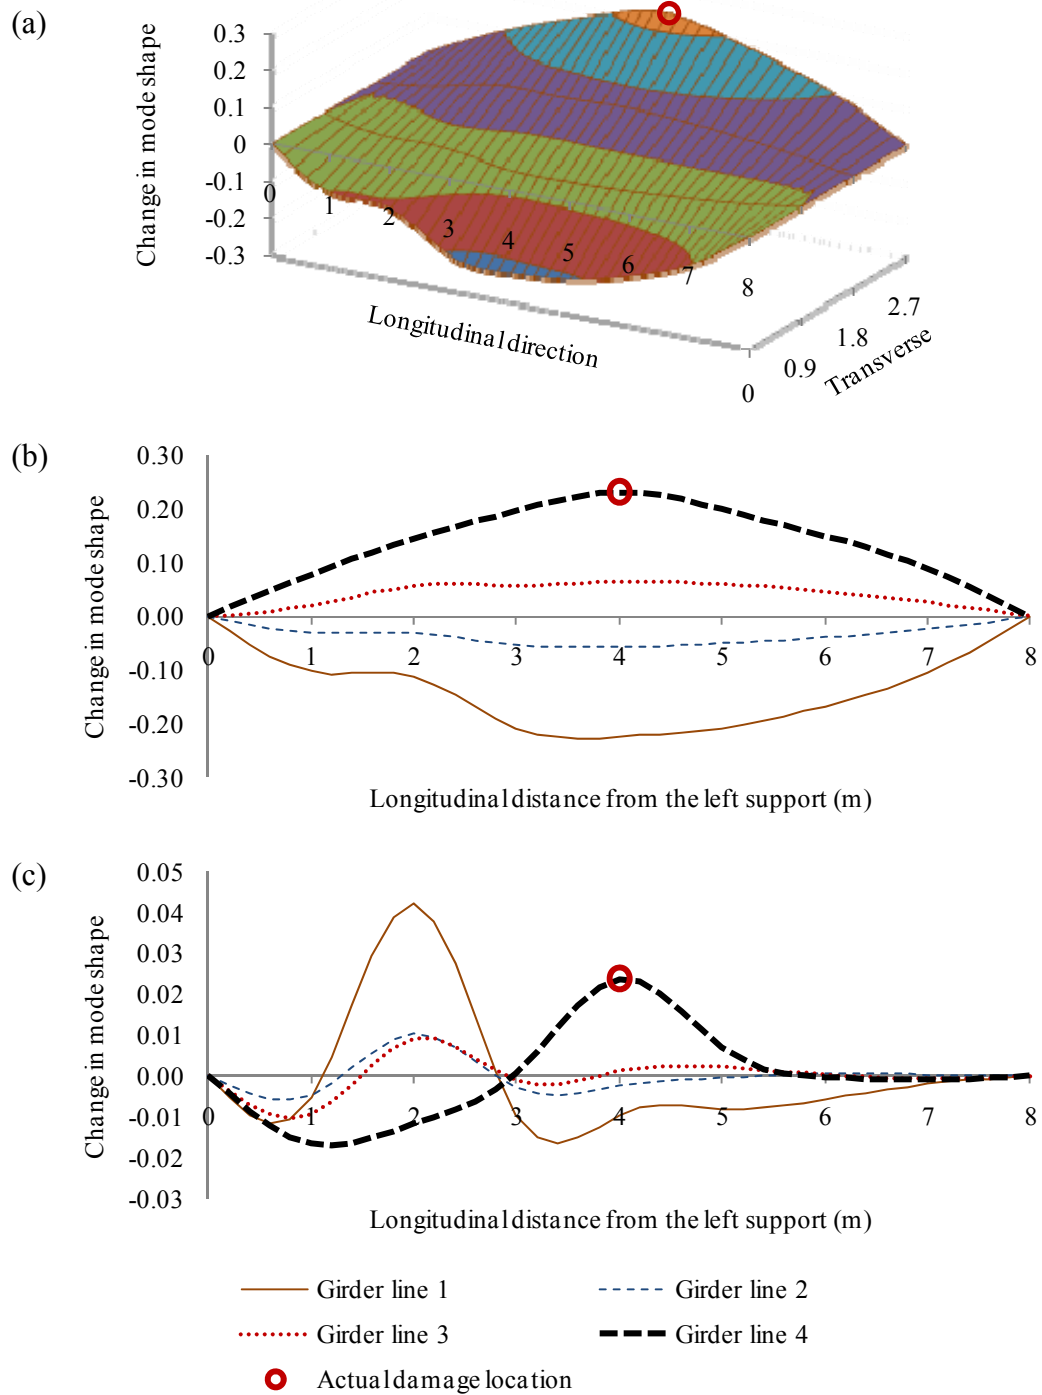 (a)
Change in mode shape
0.3
0.2
0.1
0
-0.1
-0.2
-0.3
0 1 2 3 4 5 6 7 8
Longitudinal direction
0 0.9 1.8 2.7
Transverse
(b)
Change in mode shape
0.30
0.20
0.10
0.00
-0.10
-0.20
-0.30
0 1 2 3 4 5 6 7 8
Longitudinal distance from the left support (m)
(c)
Change in mode shape
0.05
0.04
0.03
0.02
0.01
0.00
-0.01
-0.02
-0.03
0 1 2 3 4 5 6 7 8
Longitudinal distance from the left support (m)
Girder line 1 Girder line 2
Girder line 3 Girder line 4
Actual damage location